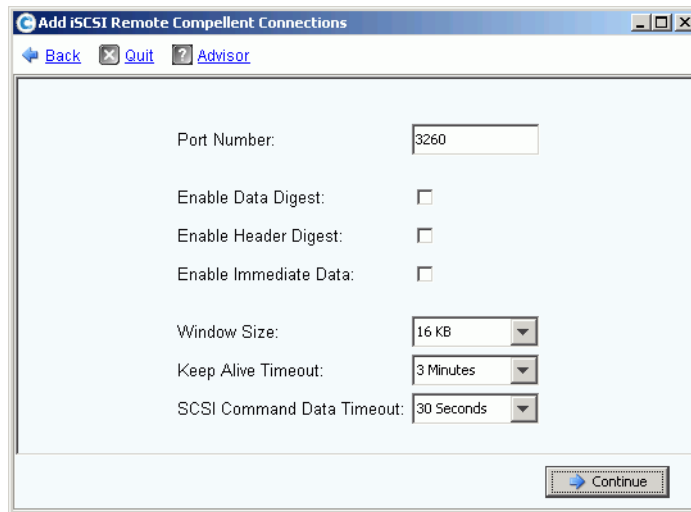 Add iSCSI Remote Compellent Connections
Back Quit Advisor
Port Number: 3260
Enable Data Digest:
Enable Header Digest:
Enable Immediate Data:
Window Size: 16 KB
Keep Alive Timeout: 3 Minutes
SCSI Command Data Timeout: 30 Seconds
Continue